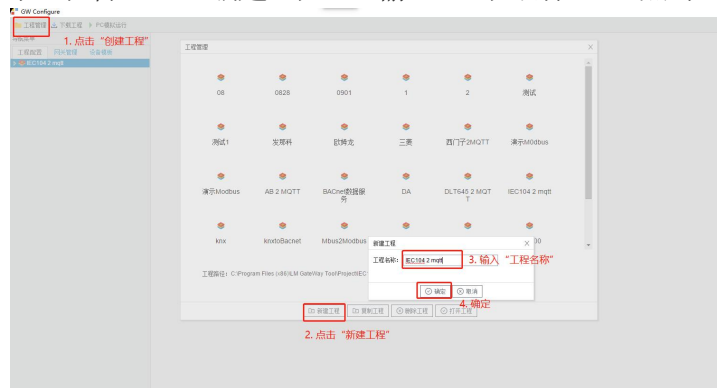 GW Configure
工程管理 下载工程 PC模拟运行
1. 点击 “创建工程”
工程配置 网关管理 设备模板
IEC104 2 mqtt
工程管理
08 0828 0901 1 2 测试
测试1 发那科 欧姆龙 三菱 西门子2MQTT 演示M0dbus
演示Modbus AB 2 MQTT BACnet数据服务 DA DLT645 2 MQTT IEC104 2 mqtt
knx knxtoBacnet Mbus2Modbus
新建工程
工程名称: IEC104 2 mqtt
3. 输入 “工程名称”
工程路径: C:\Program Files (x86)\LM GateWay Tool\Project\IEC
确定 取消
4. 确定
新建工程 复制工程 删除工程 打开工程
2. 点击 “新建工程”